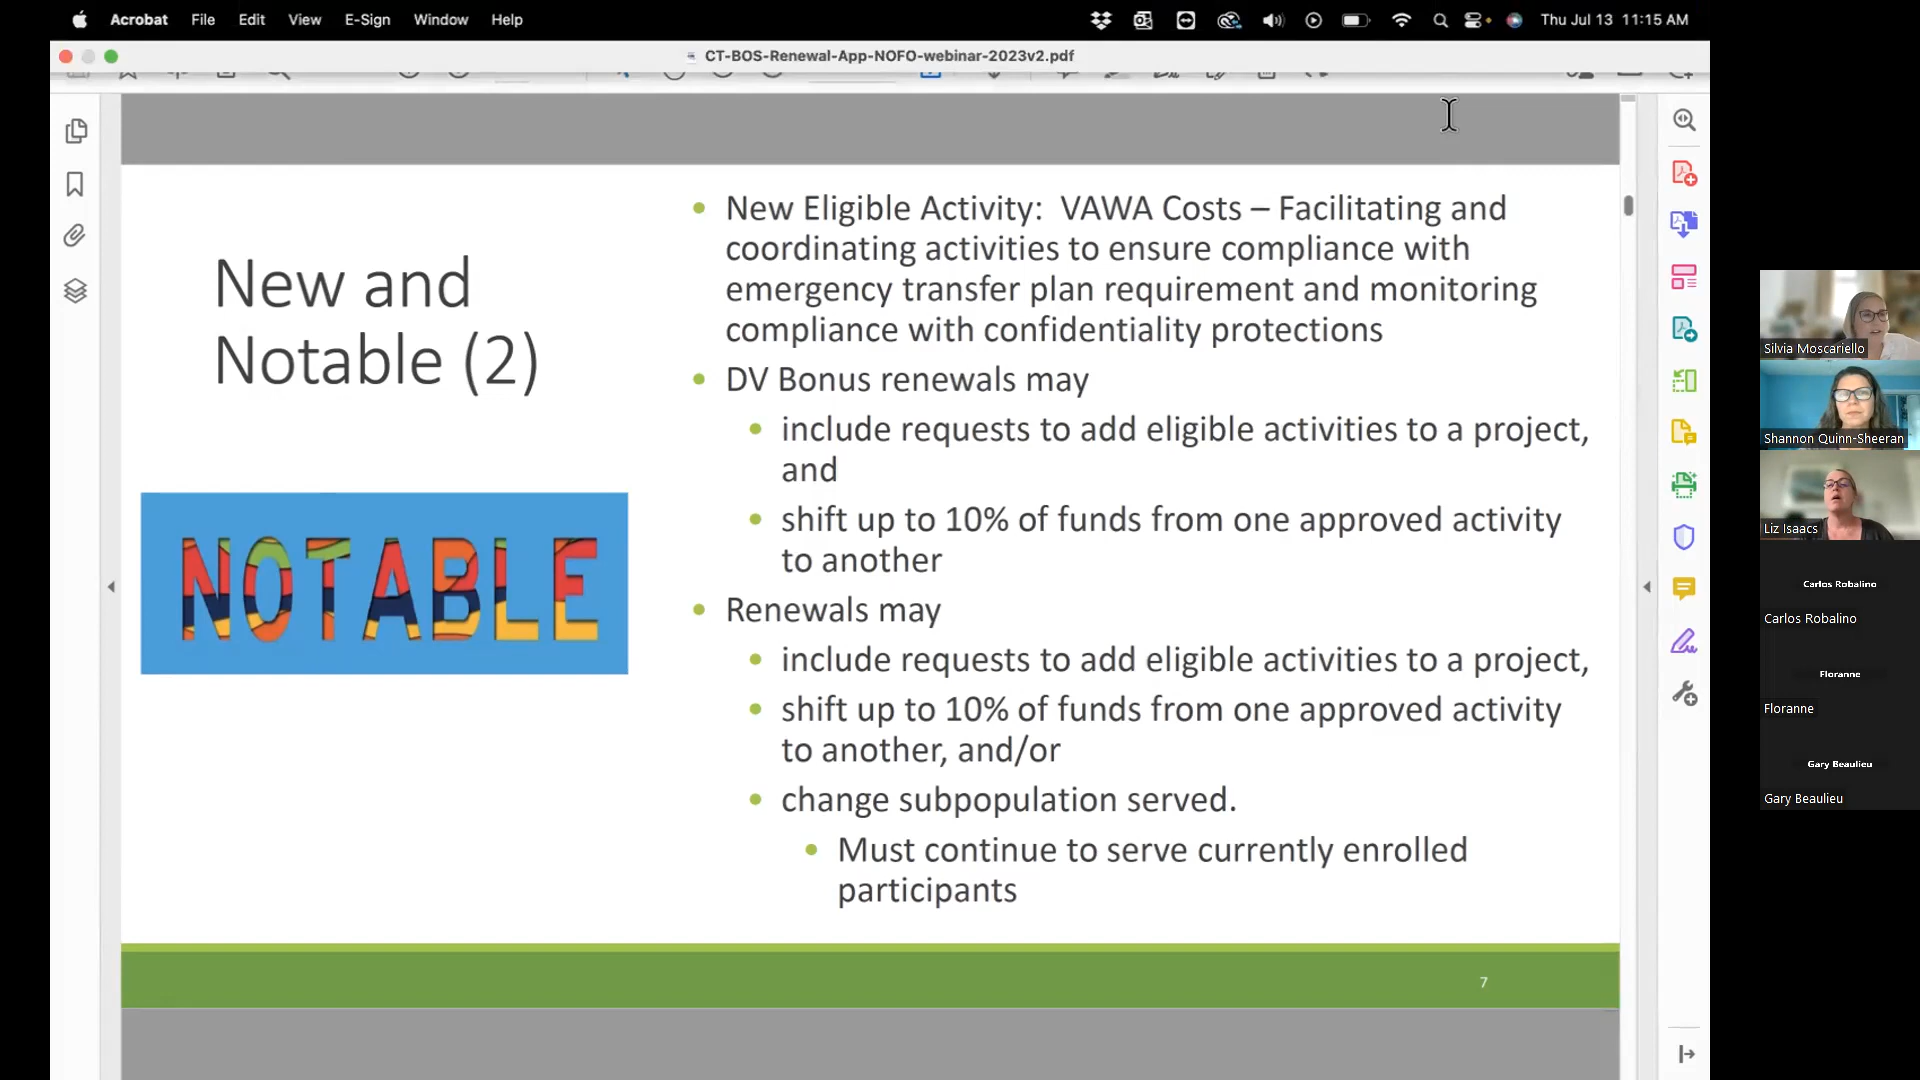 Acrobat File Edit View E-Sign Window Help
Thu Jul 13 11:15 AM
CT-BOS-Renewal-App-NOFO-webinar-2023v2.pdf
New and
Notable (2)
NOTABLE
• New Eligible Activity: VAWA Costs – Facilitating and
coordinating activities to ensure compliance with
emergency transfer plan requirement and monitoring
compliance with confidentiality protections
• DV Bonus renewals may
• include requests to add eligible activities to a project,
and
• shift up to 10% of funds from one approved activity
to another
• Renewals may
• include requests to add eligible activities to a project,
• shift up to 10% of funds from one approved activity
to another, and/or
• change subpopulation served.
• Must continue to serve currently enrolled
participants
7
Silvia Moscariello
Shannon Quinn-Sheeran
Liz Isaacs
Carlos Robalino
Carlos Robalino
Floranne
Floranne
Gary Beaulieu
Gary Beaulieu